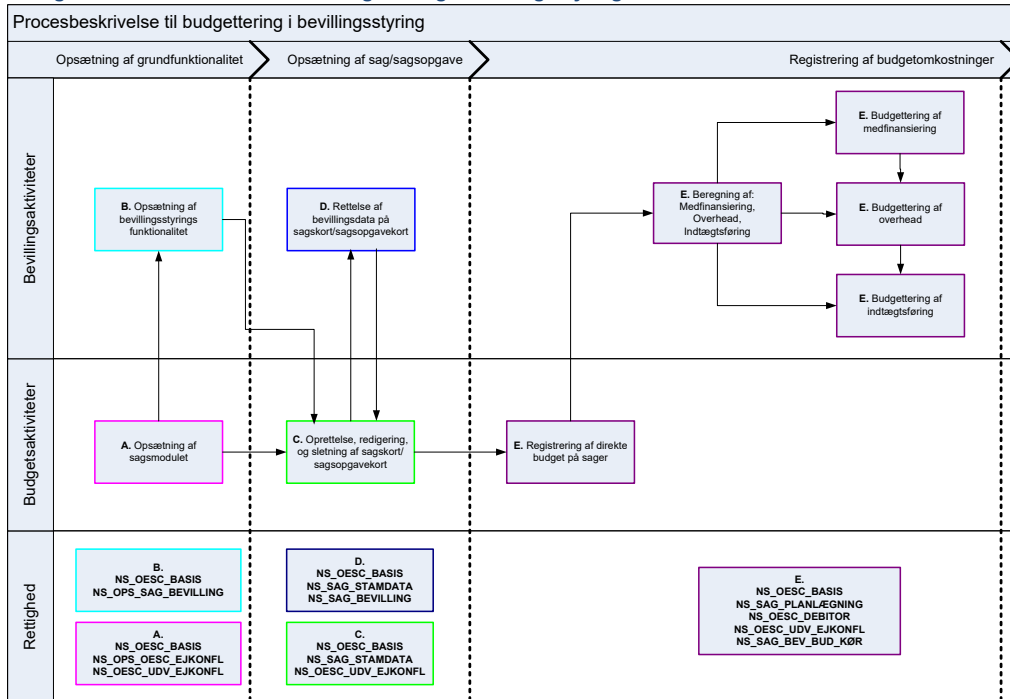 Procesbeskrivelse til budgettering i bevillingsstyring
Opsætning af grundfunktionalitet
Opsætning af sag/sagsopgave
Registrering af budgetomkostninger
Bevillingsaktiviteter
B. Opsætning af
bevillingsstyrings
funktionalitet
D. Rettelse af
bevillingsdata på
sagskort/sagsopgavekort
E. Beregning af:
Medfinansiering,
Overhead,
Indtægtsføring
E. Budgettering af
medfinansiering
E. Budgettering af
overhead
E. Budgettering af
indtægtsføring
Budgetsaktiviteter
A. Opsætning af
sagsmodulet
C. Oprettelse, redigering,
og sletning af sagskort/
sagsopgavekort
E. Registrering af direkte
budget på sager
Rettighed
B.
NS_OESC_BASIS
NS_OPS_SAG_BEVILLING
A.
NS_OESC_BASIS
NS_OPS_OESC_EJKONFL
NS_OESC_UDV_EJKONFL
D.
NS_OESC_BASIS
NS_SAG_STAMDATA
NS_SAG_BEVILLING
C.
NS_OESC_BASIS
NS_SAG_STAMDATA
NS_OESC_UDV_EJKONFL
E.
NS_OESC_BASIS
NS_SAG_PLANLÆGNING
NS_OESC_DEBITOR
NS_OESC_UDV_EJKONFL
NS_SAG_BEV_BUD_KØR